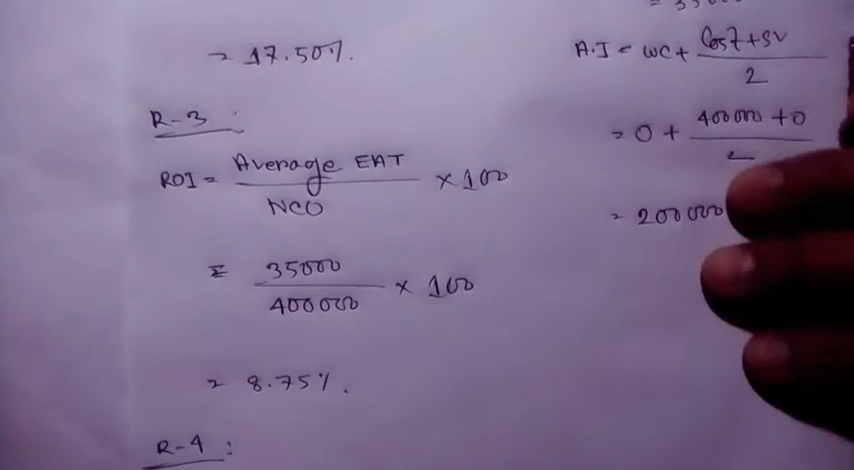 = 17.50%.
R-3 :
ROI = Average EAT / NCO × 100
= 35000 / 400000 × 100
= 8.75%.
R-4 :
A.I = WC + Cost + SV / 2
= 0 + 400000 + 0 / 2
= 200000